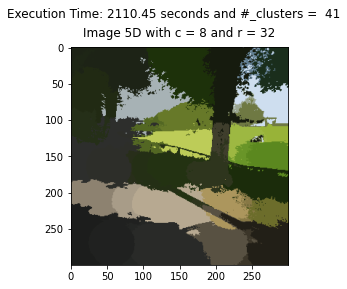 Execution Time: 2110.45 seconds and #_clusters =  41
Image 5D with c = 8 and r = 32
0
50
100
150
200
250
0 50 100 150 200 250